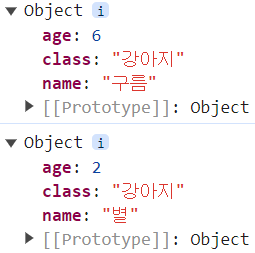 ▼ Object i
age: 6
class: "강아지"
name: "구름"
▶ [[Prototype]]: Object
▼ Object i
age: 2
class: "강아지"
name: "별"
▶ [[Prototype]]: Object